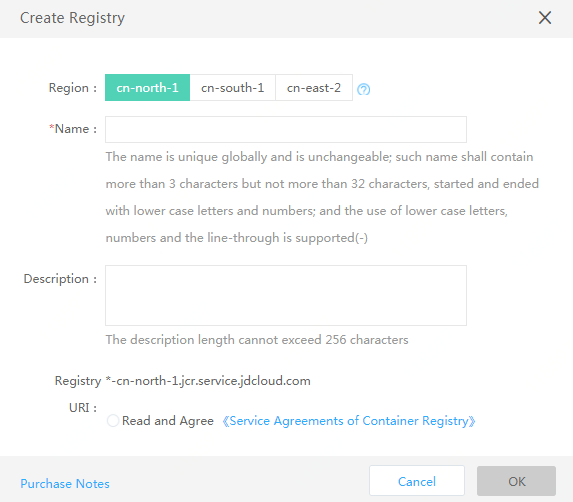 Create Registry
Region : cn-north-1 cn-south-1 cn-east-2 ?
*Name :
The name is unique globally and is unchangeable; such name shall contain
more than 3 characters but not more than 32 characters, started and ended
with lower case letters and numbers; and the use of lower case letters,
numbers and the line-through is supported(-)
Description :
The description length cannot exceed 256 characters
Registry *-cn-north-1.jcr.service.jdcloud.com
URI :
Read and Agree 《Service Agreements of Container Registry》
Purchase Notes Cancel OK